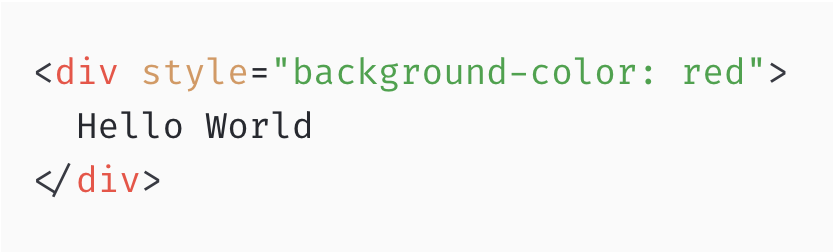 <div style="background-color: red">
  Hello World
</div>